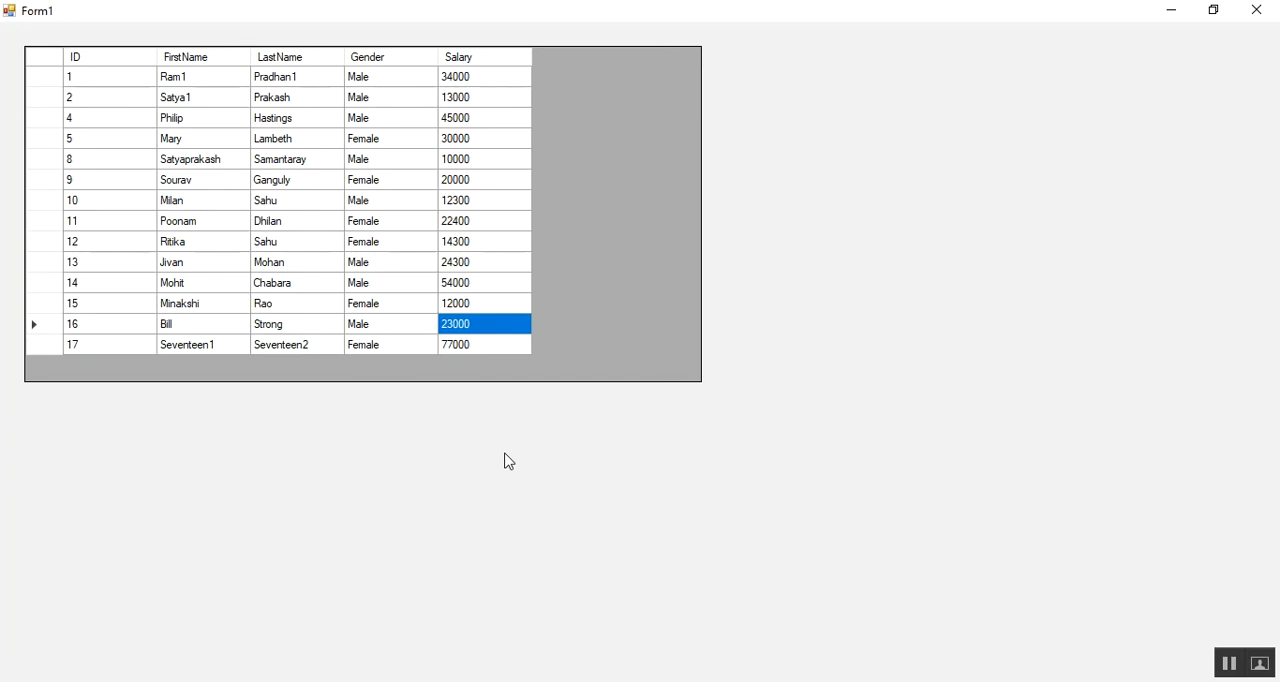 Form1
ID FirstName LastName Gender Salary
1 Ram1 Pradhan1 Male 34000
2 Satya1 Prakash Male 13000
4 Philip Hastings Male 45000
5 Mary Lambeth Female 30000
8 Satyaprakash Samantaray Male 10000
9 Sourav Ganguly Female 20000
10 Milan Sahu Male 12300
11 Poonam Dhilan Female 22400
12 Ritika Sahu Female 14300
13 Jivan Mohan Male 24300
14 Mohit Chabara Male 54000
15 Minakshi Rao Female 12000
16 Bill Strong Male 23000
17 Seventeen1 Seventeen2 Female 77000